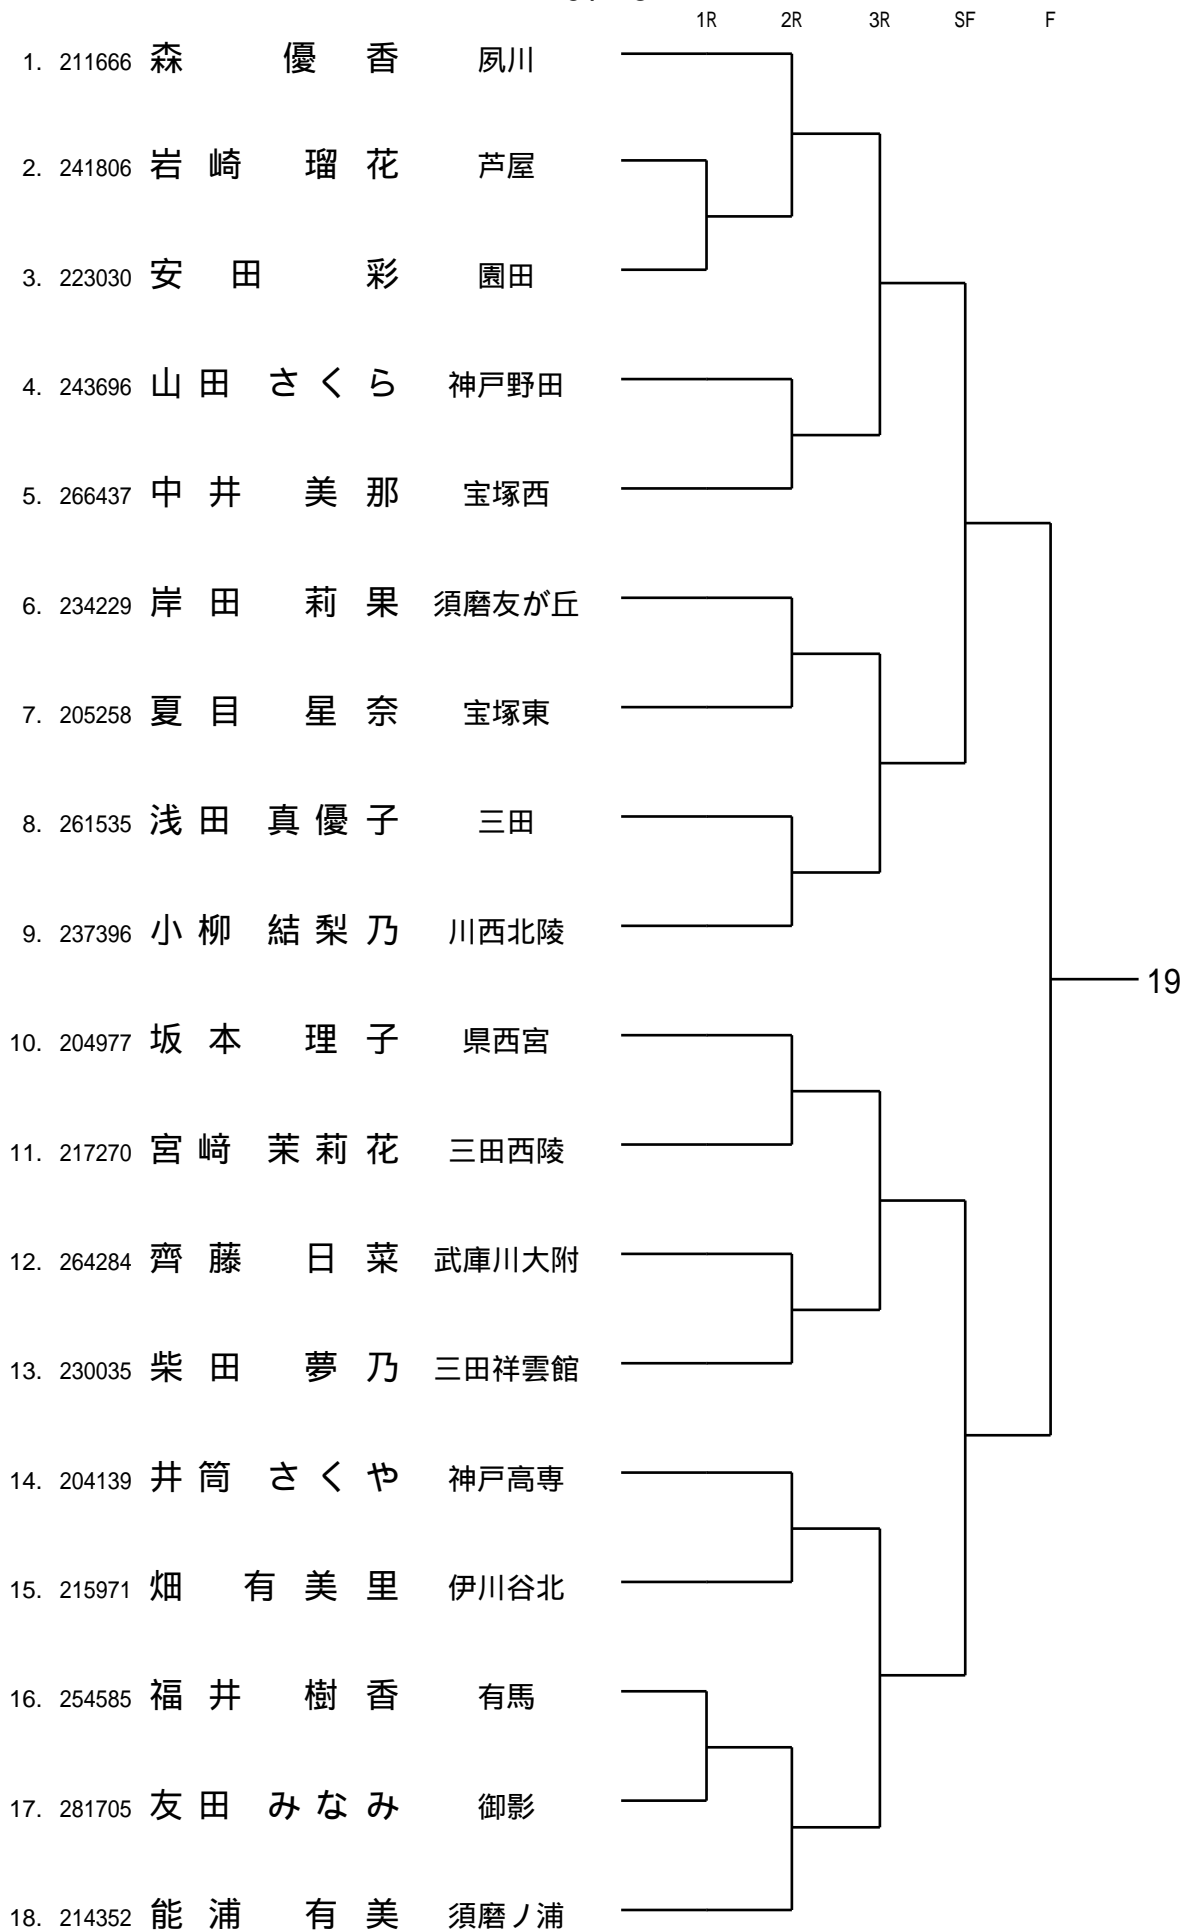 1R 2R 3R SF F
1. 211666 森 優 香 夙川
2. 241806 岩 崎 瑠 花 芦屋
3. 223030 安 田 彩 園田
4. 243696 山 田 さ く ら 神戸野田
5. 266437 中 井 美 那 宝塚西
6. 234229 岸 田 莉 果 須磨友が丘
7. 205258 夏 目 星 奈 宝塚東
8. 261535 浅 田 真 優 子 三田
9. 237396 小 柳 結 梨 乃 川西北陵
19
10. 204977 坂 本 理 子 県西宮
11. 217270 宮 﨑 茉 莉 花 三田西陵
12. 264284 齊 藤 日 菜 武庫川大附
13. 230035 柴 田 夢 乃 三田祥雲館
14. 204139 井 筒 さ く や 神戸高専
15. 215971 畑 有 美 里 伊川谷北
16. 254585 福 井 樹 香 有馬
17. 281705 友 田 み な み 御影
18. 214352 能 浦 有 美 須磨ノ浦